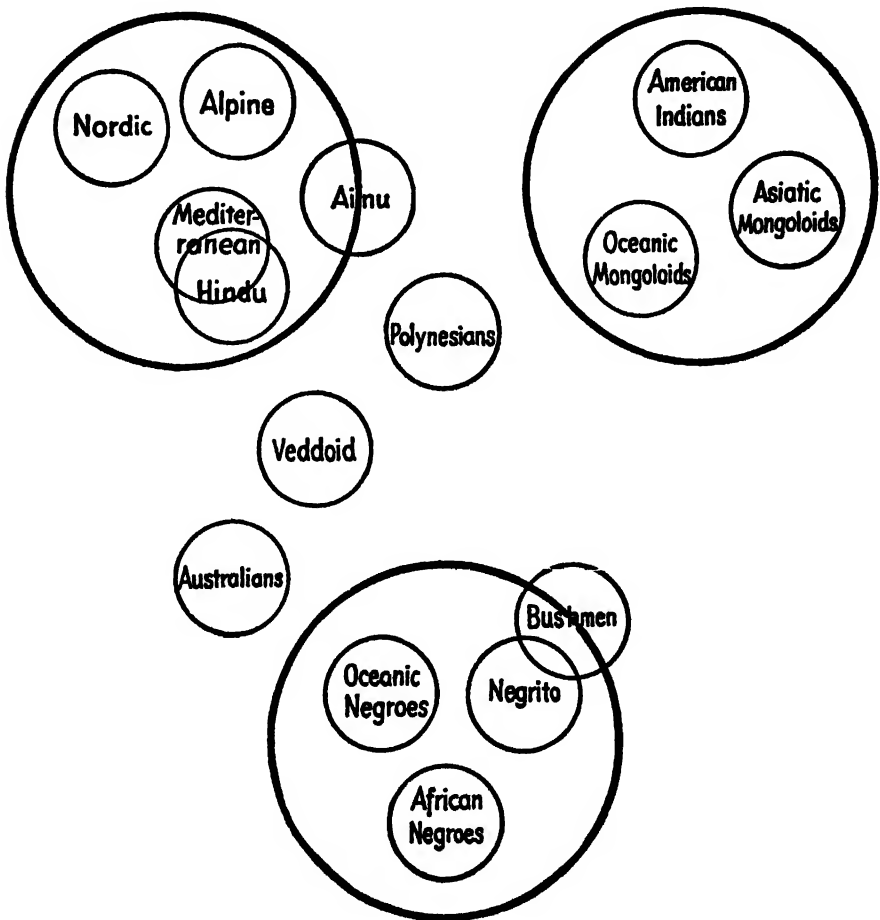 Nordic
Alpine
Mediter-
ranean
Hindu
Ainu
American
Indians
Asiatic
Mongoloids
Oceanic
Mongoloids
Polynesians
Veddoid
Australians
Bushmen
Oceanic
Negroes
Negrito
African
Negroes